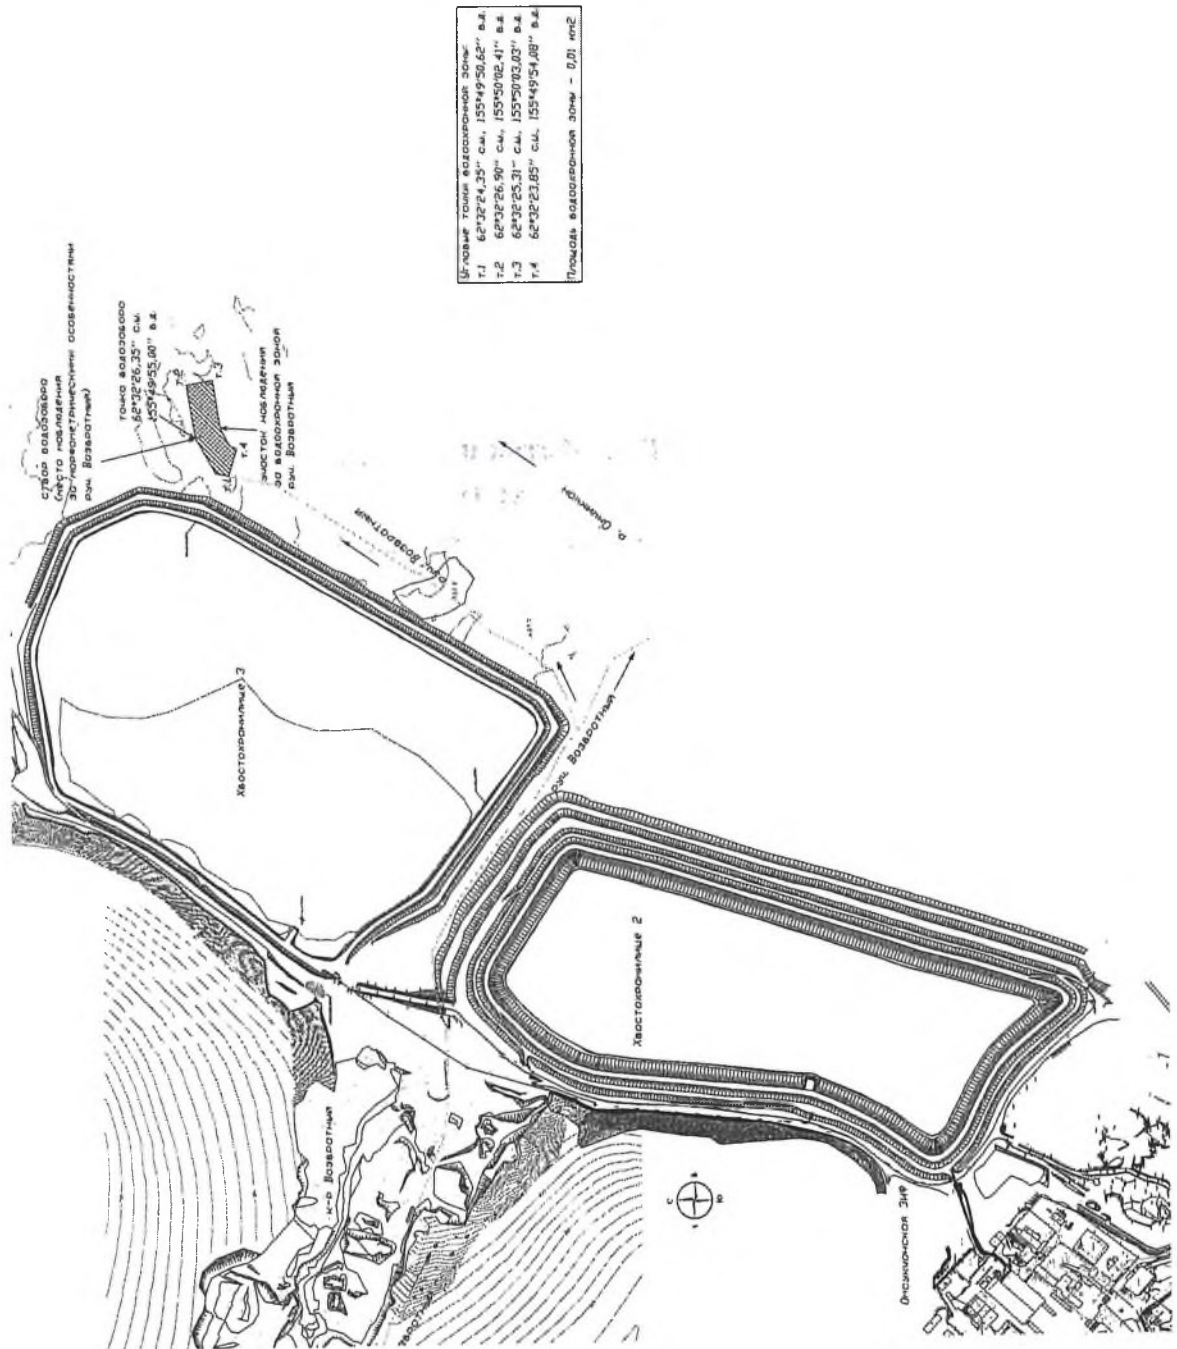 Угловые точки водоохранной зоны:
т.1 62°32'24,35" с.ш., 155°49'50,62" в.д.
т.2 62°32'26,90" с.ш., 155°50'02,41" в.д.
т.3 62°32'25,31" с.ш., 155°50'03,03" в.д.
т.4 62°32'23,85" с.ш., 155°49'54,08" в.д.
Площадь водоохранной зоны - 0,01 км2
створ водозабора
(место наблюдения
за морфометрическими особенностями
руч. Возвратный)
точка водозабора
62°32'26,35" с.ш.
155°49'55,00" в.д.
т.2
т.3
т.4
т.1
участок наблюдения
за водоохранной зоной
руч. Возвратный
руч. Возвратный
р. Омчикчан
Хвостохранилище 3
руч. Возвратный
Хвостохранилище 2
к-р Возвратный
С
В
Ю
Омсукчанская ЗИФ